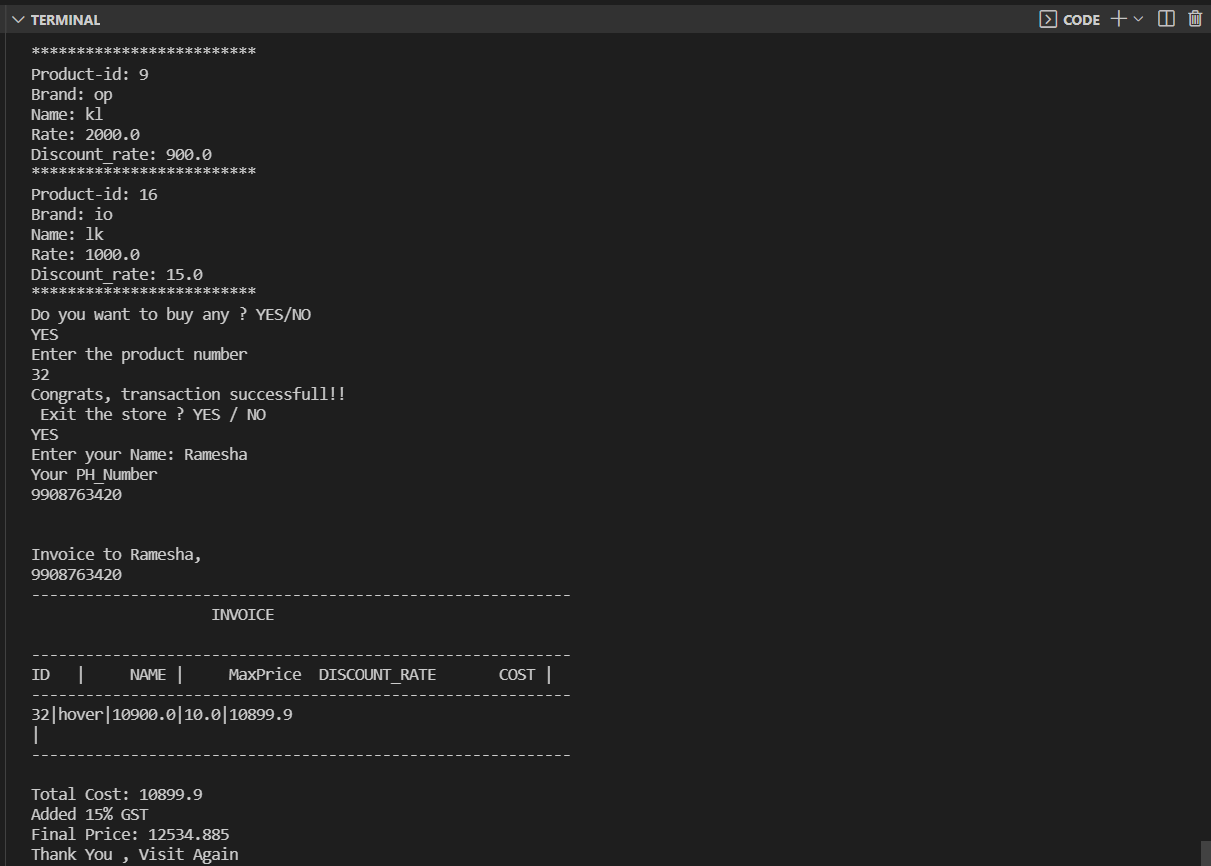 TERMINAL
CODE
*************************
Product-id: 9
Brand: op
Name: kl
Rate: 2000.0
Discount_rate: 900.0
*************************
Product-id: 16
Brand: io
Name: lk
Rate: 1000.0
Discount_rate: 15.0
*************************
Do you want to buy any ? YES/NO
YES
Enter the product number
32
Congrats, transaction successfull!!
 Exit the store ? YES / NO
YES
Enter your Name: Ramesha
Your PH_Number
9908763420
Invoice to Ramesha,
9908763420
------------------------------------------------------------
                    INVOICE
------------------------------------------------------------
ID   |     NAME |     MaxPrice  DISCOUNT_RATE       COST |
------------------------------------------------------------
32|hover|10900.0|10.0|10899.9
|
------------------------------------------------------------
Total Cost: 10899.9
Added 15% GST
Final Price: 12534.885
Thank You , Visit Again